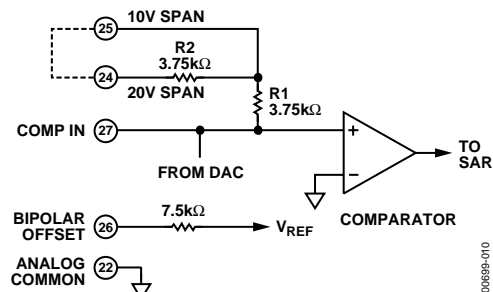 25
10V SPAN
R2
3.75kΩ
24
20V SPAN
R1
3.75kΩ
COMP IN
27
FROM DAC
+
–
TO
SAR
COMPARATOR
BIPOLAR
OFFSET
26
7.5kΩ
VREF
ANALOG
COMMON
22
00699-010